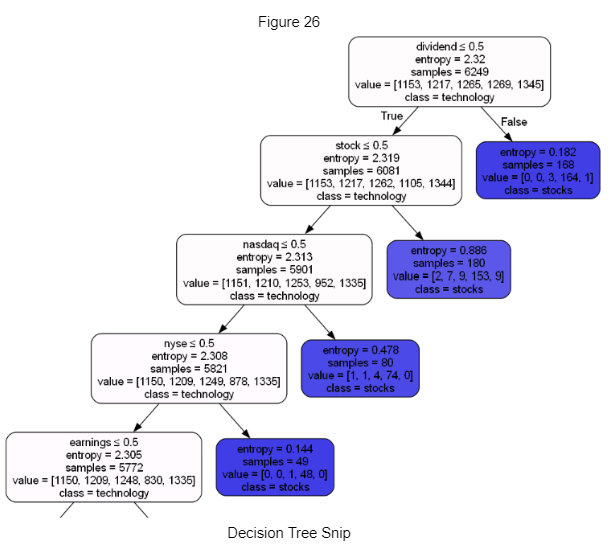 Figure 26
dividend ≤ 0.5
entropy = 2.32
samples = 6249
value = [1153, 1217, 1265, 1269, 1345]
class = technology
True
False
stock ≤ 0.5
entropy = 2.319
samples = 6081
value = [1153, 1217, 1262, 1105, 1344]
class = technology
entropy = 0.182
samples = 168
value = [0, 0, 3, 164, 1]
class = stocks
nasdaq ≤ 0.5
entropy = 2.313
samples = 5901
value = [1151, 1210, 1253, 952, 1335]
class = technology
entropy = 0.886
samples = 180
value = [2, 7, 9, 153, 9]
class = stocks
nyse ≤ 0.5
entropy = 2.308
samples = 5821
value = [1150, 1209, 1249, 878, 1335]
class = technology
entropy = 0.478
samples = 80
value = [1, 1, 4, 74, 0]
class = stocks
earnings ≤ 0.5
entropy = 2.305
samples = 5772
value = [1150, 1209, 1248, 830, 1335]
class = technology
entropy = 0.144
samples = 49
value = [0, 0, 1, 48, 0]
class = stocks
Decision Tree Snip